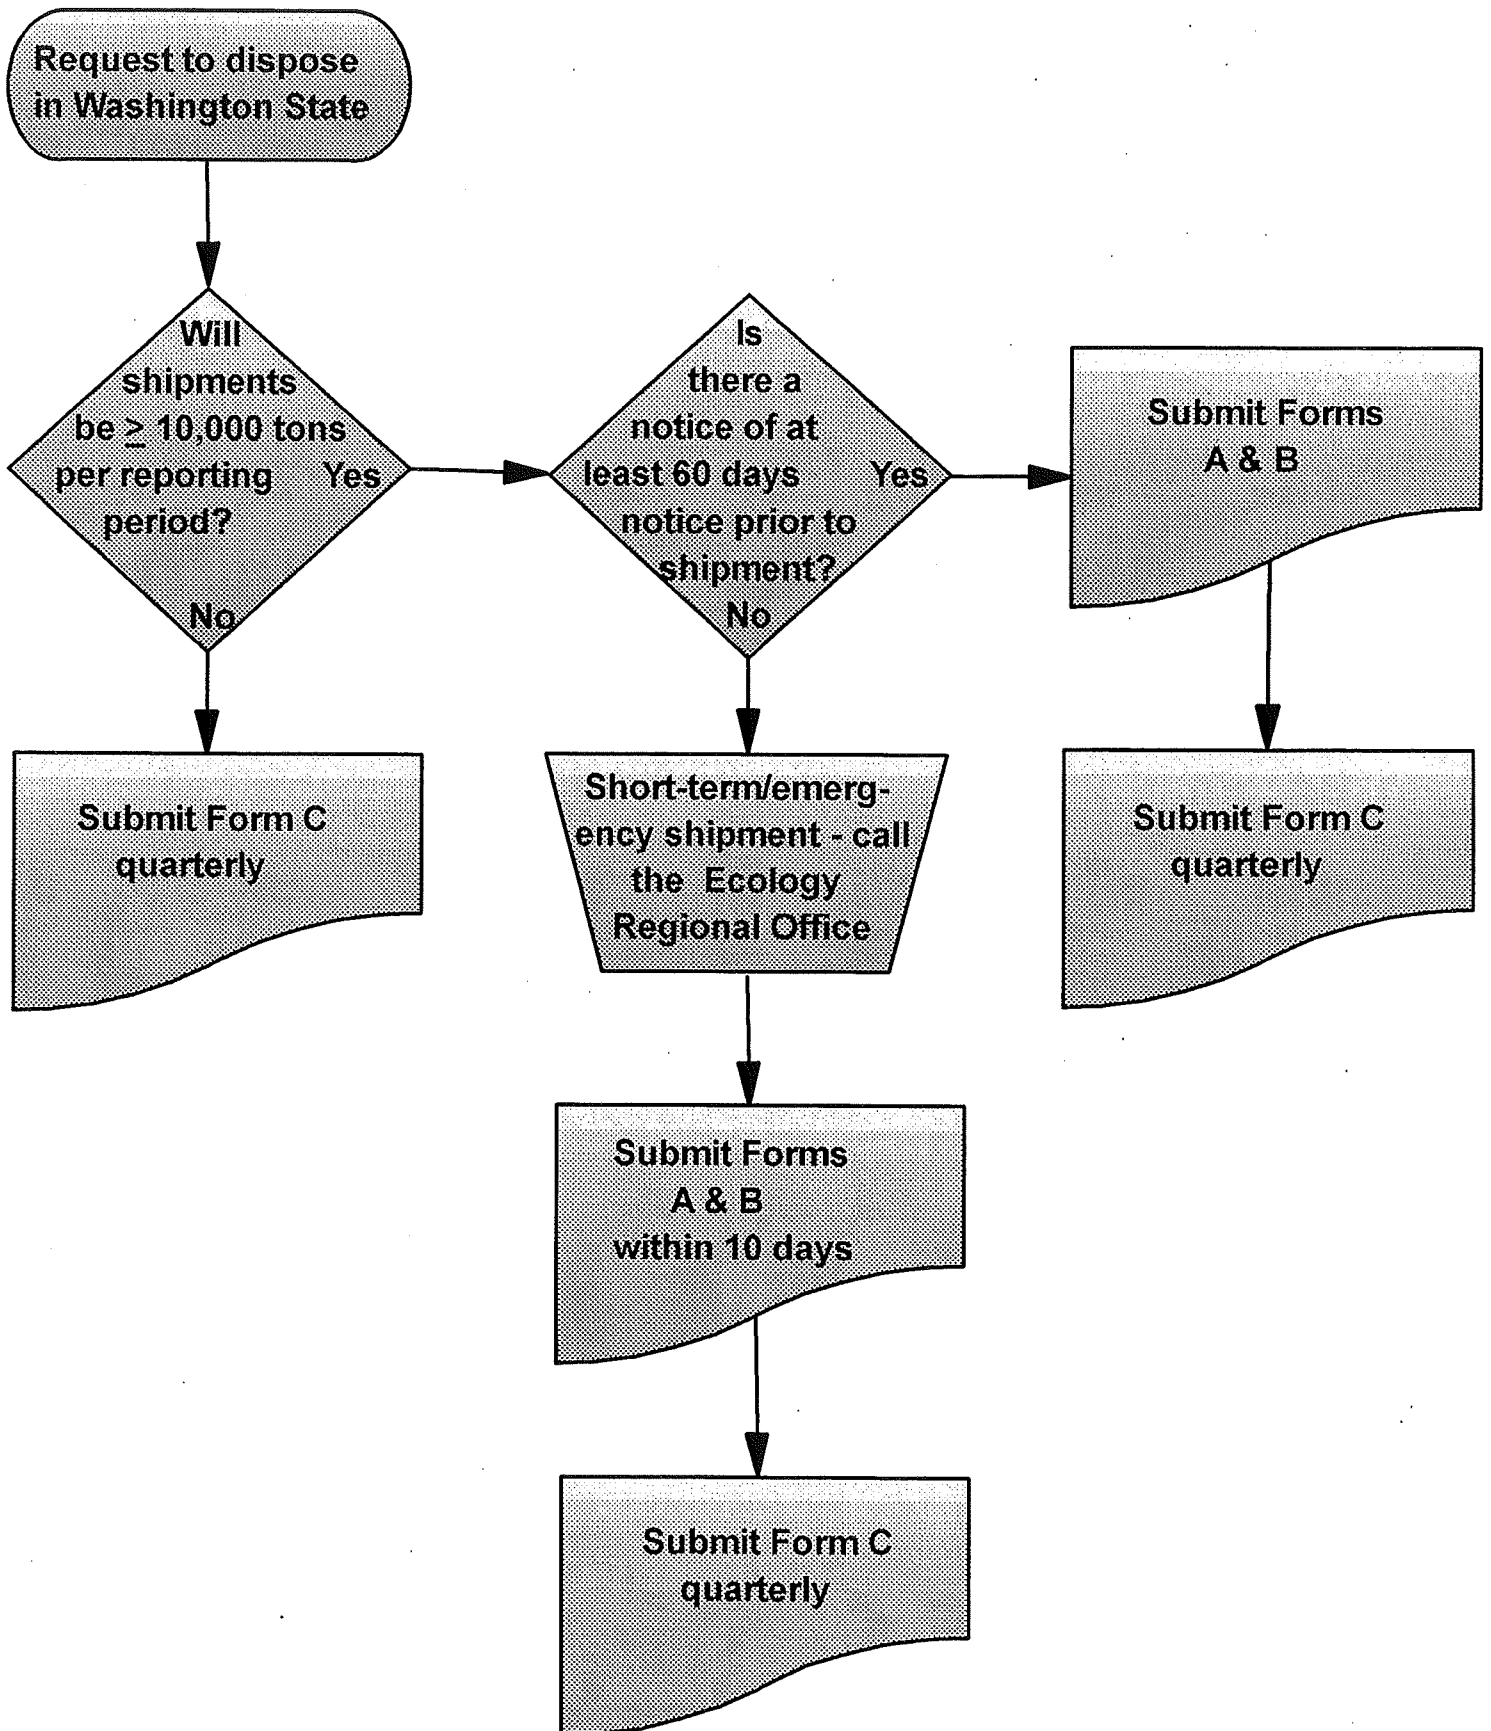 Request to dispose
in Washington State
Will
shipments
be ≥ 10,000 tons
per reporting
period?
Yes
No
Is
there a
notice of at
least 60 days
notice prior to
shipment?
Yes
No
Submit Forms
A & B
Submit Form C
quarterly
Short-term/emerg-
ency shipment - call
the Ecology
Regional Office
Submit Form C
quarterly
Submit Forms
A & B
within 10 days
Submit Form C
quarterly